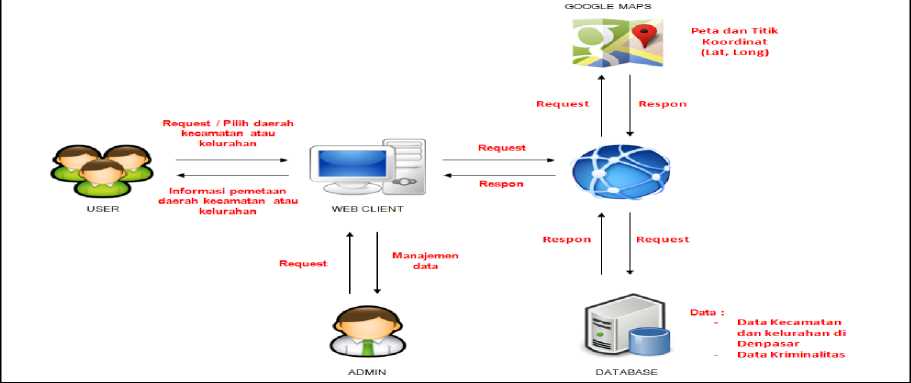 GOOGLE MAPS
Peta dan Titik
Koordinat
(Lat, Long)
Request
Respon
Request / Pilih daerah
kecamatan atau
kelurahan
Request
Informasi pemetaan
daerah kecamatan atau
kelurahan
Respon
USER
WEB CLIENT
Request
Manajemen
data
Respon
Request
Data :
- Data Kecamatan
dan kelurahan di
Denpasar
- Data Kriminalitas
ADMIN
DATABASE